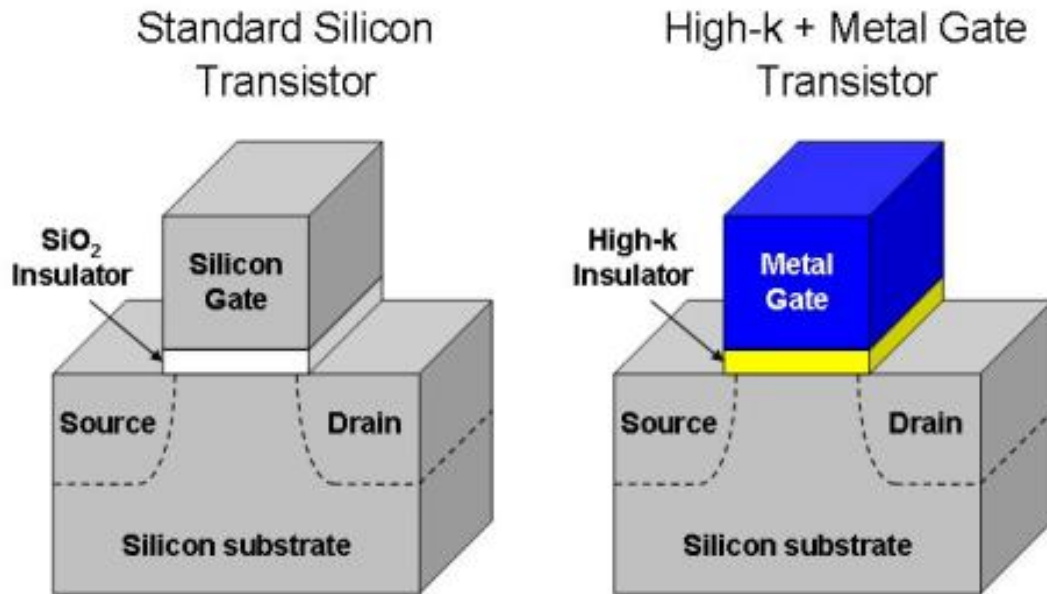 Standard Silicon
Transistor
SiO₂
Insulator
Silicon
Gate
Source
Drain
Silicon substrate
High-k + Metal Gate
Transistor
High-k
Insulator
Metal
Gate
Source
Drain
Silicon substrate